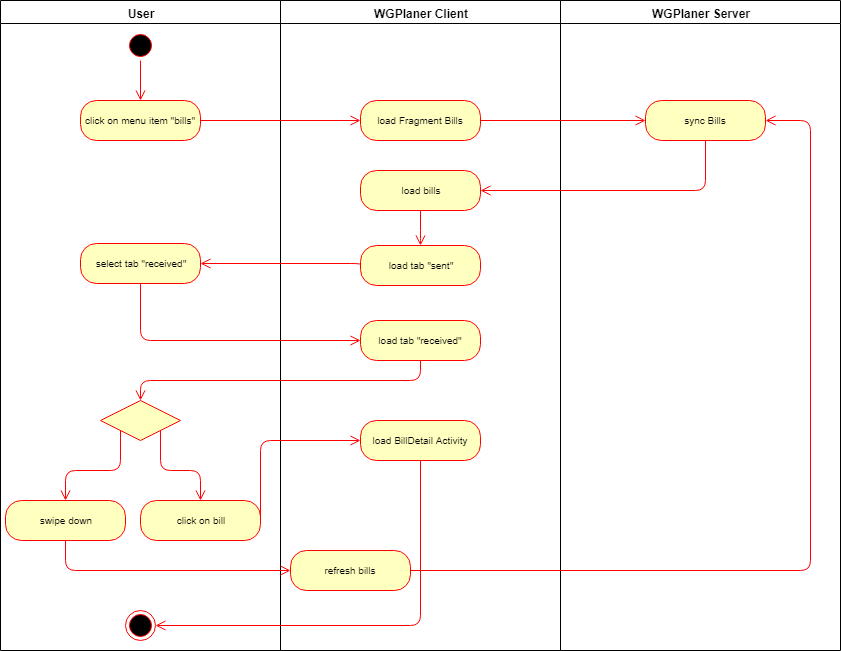 User
WGPlaner Client
WGPlaner Server
click on menu item "bills"
load Fragment Bills
sync Bills
load bills
select tab "received"
load tab "sent"
load tab "received"
load BillDetail Activity
swipe down
click on bill
refresh bills